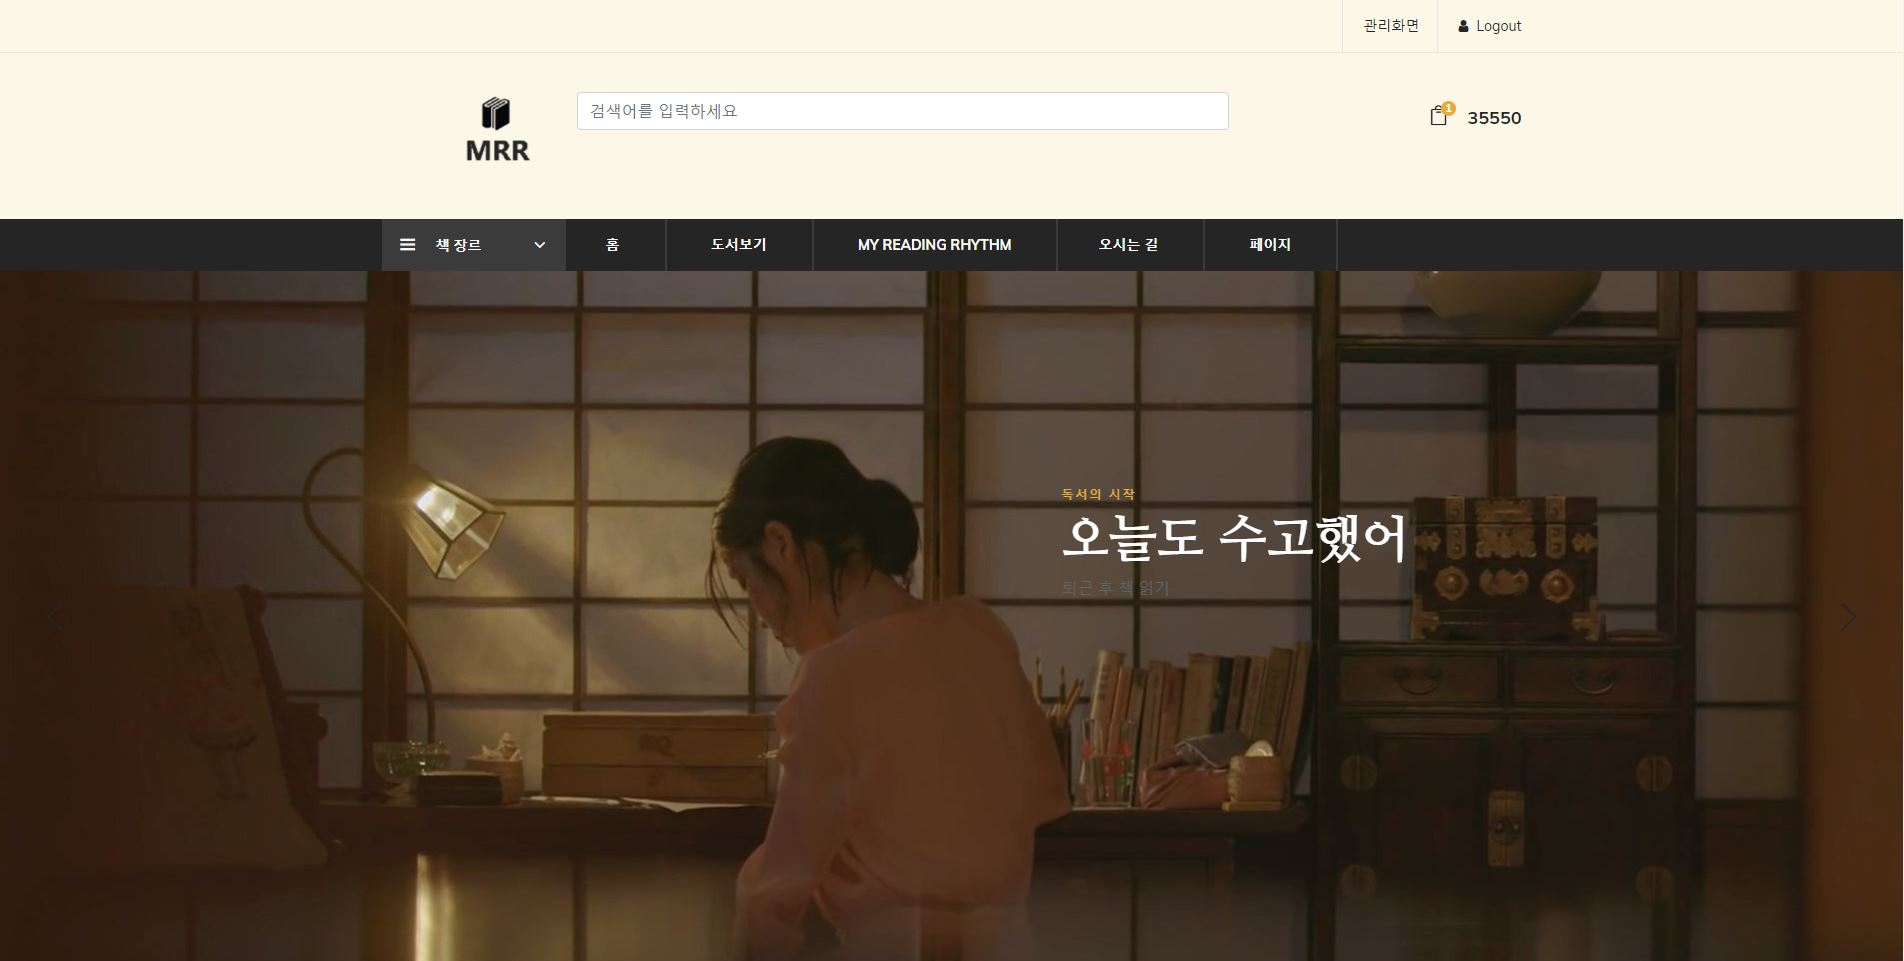 관리화면
Logout
MRR
검색어를 입력하세요
1
35550
책 장르
홈
도서보기
MY READING RHYTHM
오시는 길
페이지
독서의 시작
오늘도 수고했어
퇴근 후 책 읽기